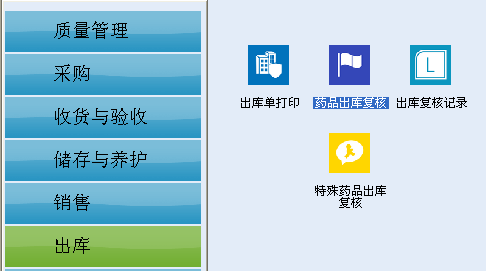 质量管理
采购
收货与验收
储存与养护
销售
出库
出库单打印
药品出库复核
出库复核记录
L
特殊药品出库
复核